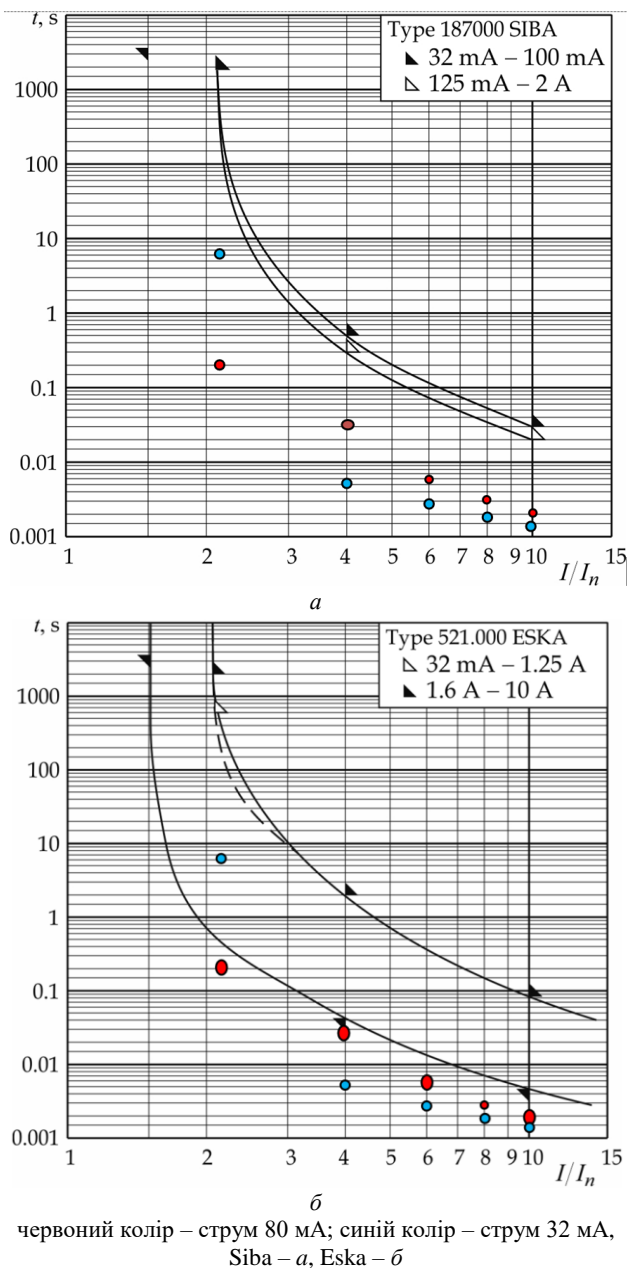 t, s
Type 187000 SIBA
32 mA – 100 mA
125 mA – 2 A
1000
100
10
1
0.1
0.01
0.001
1 2 3 4 5 6 7 8 9 10 15
I/Iₙ
а
t, s
Type 521.000 ESKA
32 mA – 1.25 A
1.6 A – 10 A
1000
100
10
1
0.1
0.01
0.001
1 2 3 4 5 6 7 8 9 10 15
I/Iₙ
б
червоний колір – струм 80 мА; синій колір – струм 32 мА,
Siba – а, Eska – б